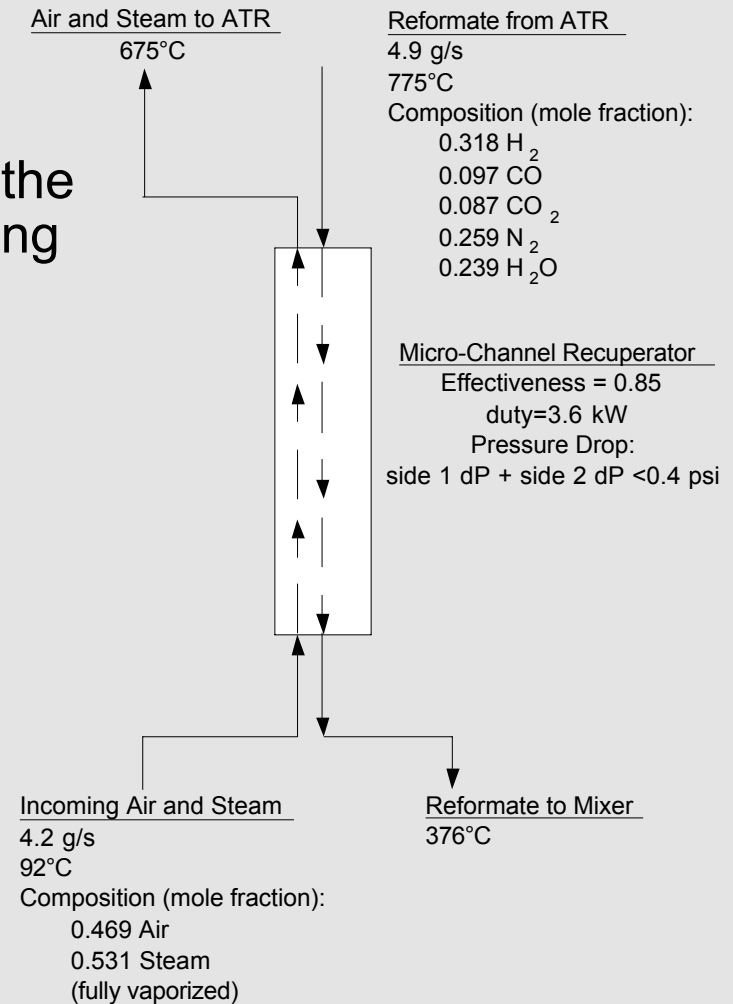 Air and Steam to ATR
675°C
Reformate from ATR
4.9 g/s
775°C
Composition (mole fraction):
0.318 H2
0.097 CO
0.087 CO2
0.259 N2
0.239 H2O
the
ng
Micro-Channel Recuperator
Effectiveness = 0.85
duty=3.6 kW
Pressure Drop:
side 1 dP + side 2 dP <0.4 psi
Incoming Air and Steam
4.2 g/s
92°C
Composition (mole fraction):
0.469 Air
0.531 Steam
(fully vaporized)
Reformate to Mixer
376°C